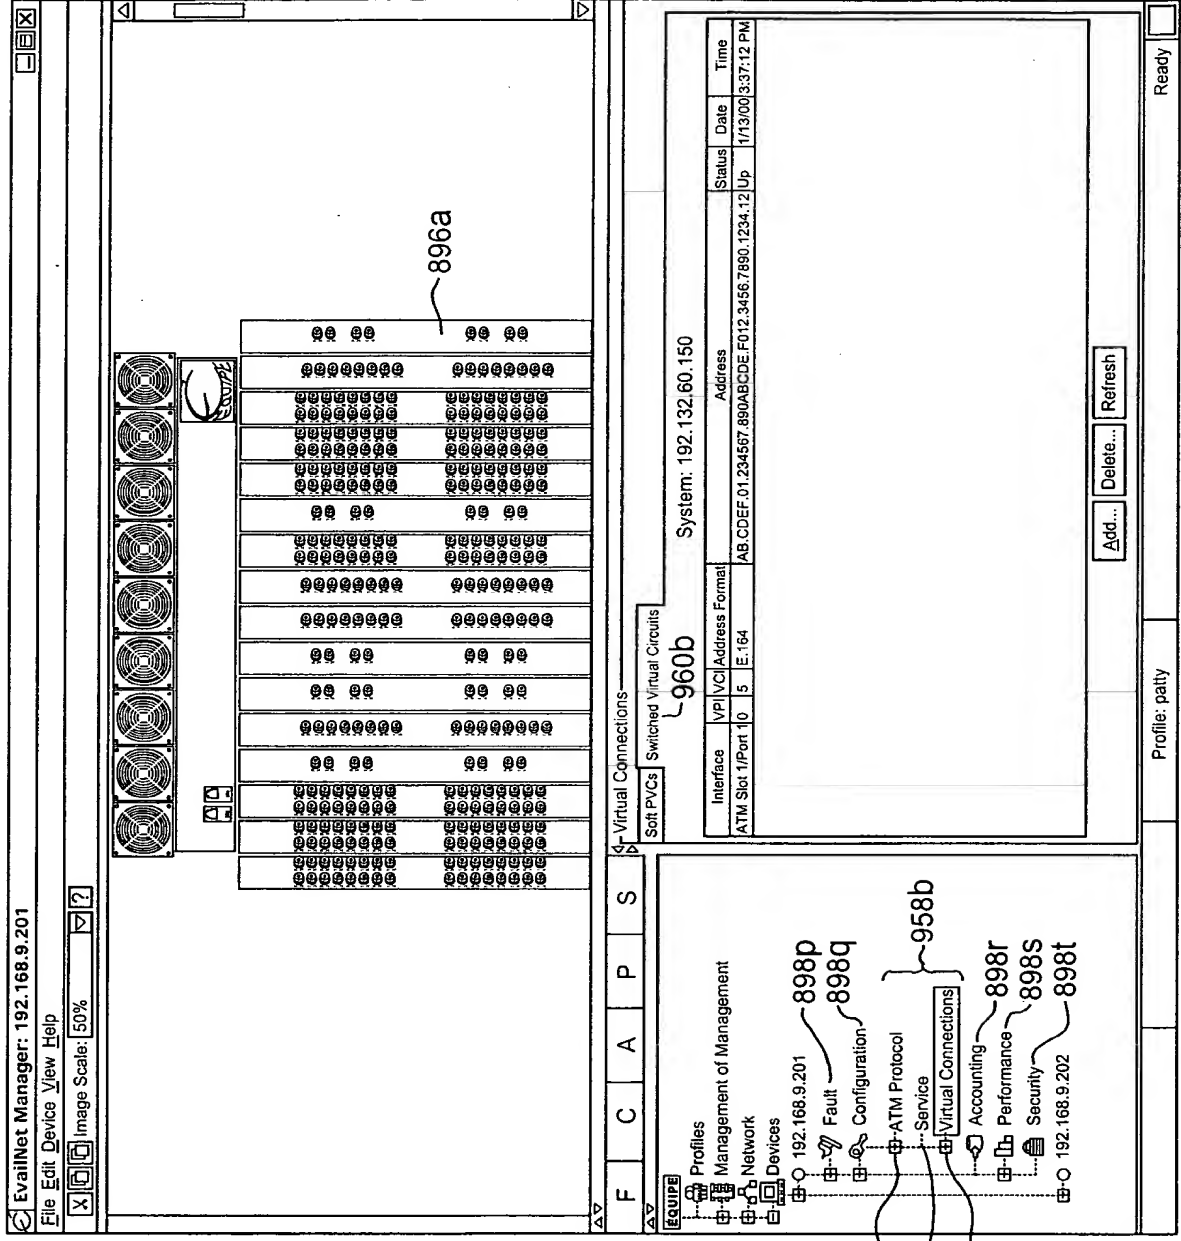 EvailNet Manager: 192.168.9.201
File Edit Device View Help
X ? Image Scale: 50%
EQUIPE
896a
F C A P S
EQUIPE
Profiles
Management of Management
Network
Devices
192.168.9.201
Fault
898p
Configuration
898q
ATM Protocol
Service
Virtual Connections
958b
Accounting
898r
Performance
898s
Security
898t
192.168.9.202
Virtual Connections
Soft PVCs Switched Virtual Circuits
960b
System: 192.132.60.150
Interface VPI VCI Address Format Address Status Date Time
ATM Slot 1/Port 1 0 5 E.164 AB.CDEF.01.234567.890ABCDE.F012.3456.7890.1234.12 Up 1/13/00 3:37:12 PM
Add... Delete... Refresh
Profile: patty
Ready